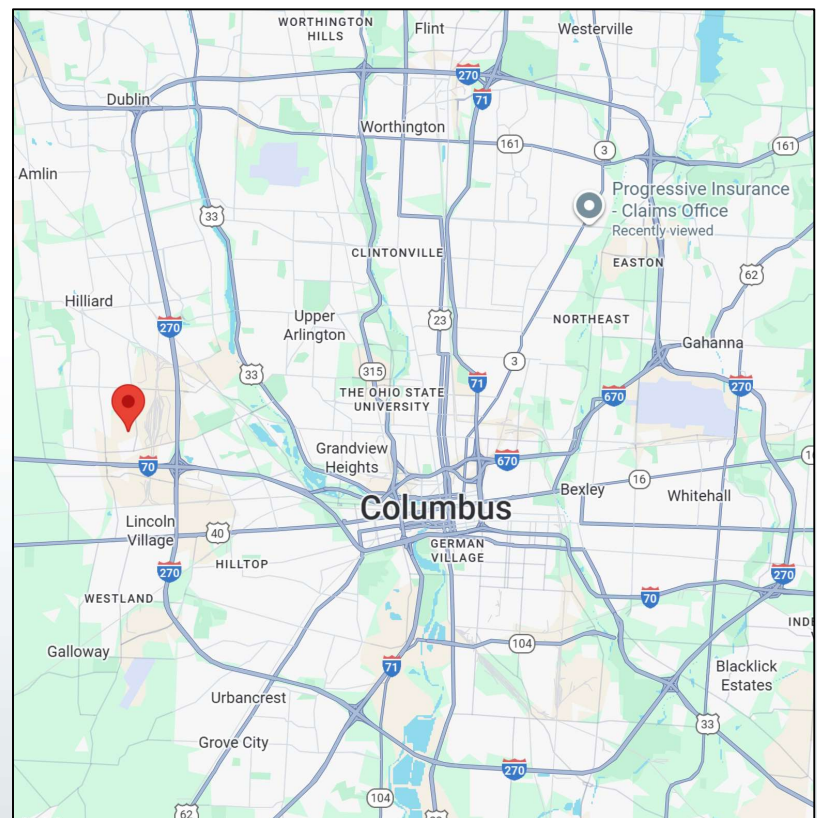 WORTHINGTON
HILLS
Flint
Westerville
270
71
Dublin
Worthington
161
3
161
Amlin
Progressive Insurance
- Claims Office
Recently viewed
33
CLINTONVILLE
EASTON
62
Hilliard
270
Upper
Arlington
23
NORTHEAST
Gahanna
33
315
3
71
670
270
THE OHIO STATE
UNIVERSITY
Grandview
Heights
670
70
16
Bexley
Whitehall
Columbus
Lincoln
Village
40
GERMAN
VILLAGE
HILLTOP
270
270
WESTLAND
70
104
Galloway
71
Blacklick
Estates
Urbancrest
33
Grove City
270
104
62